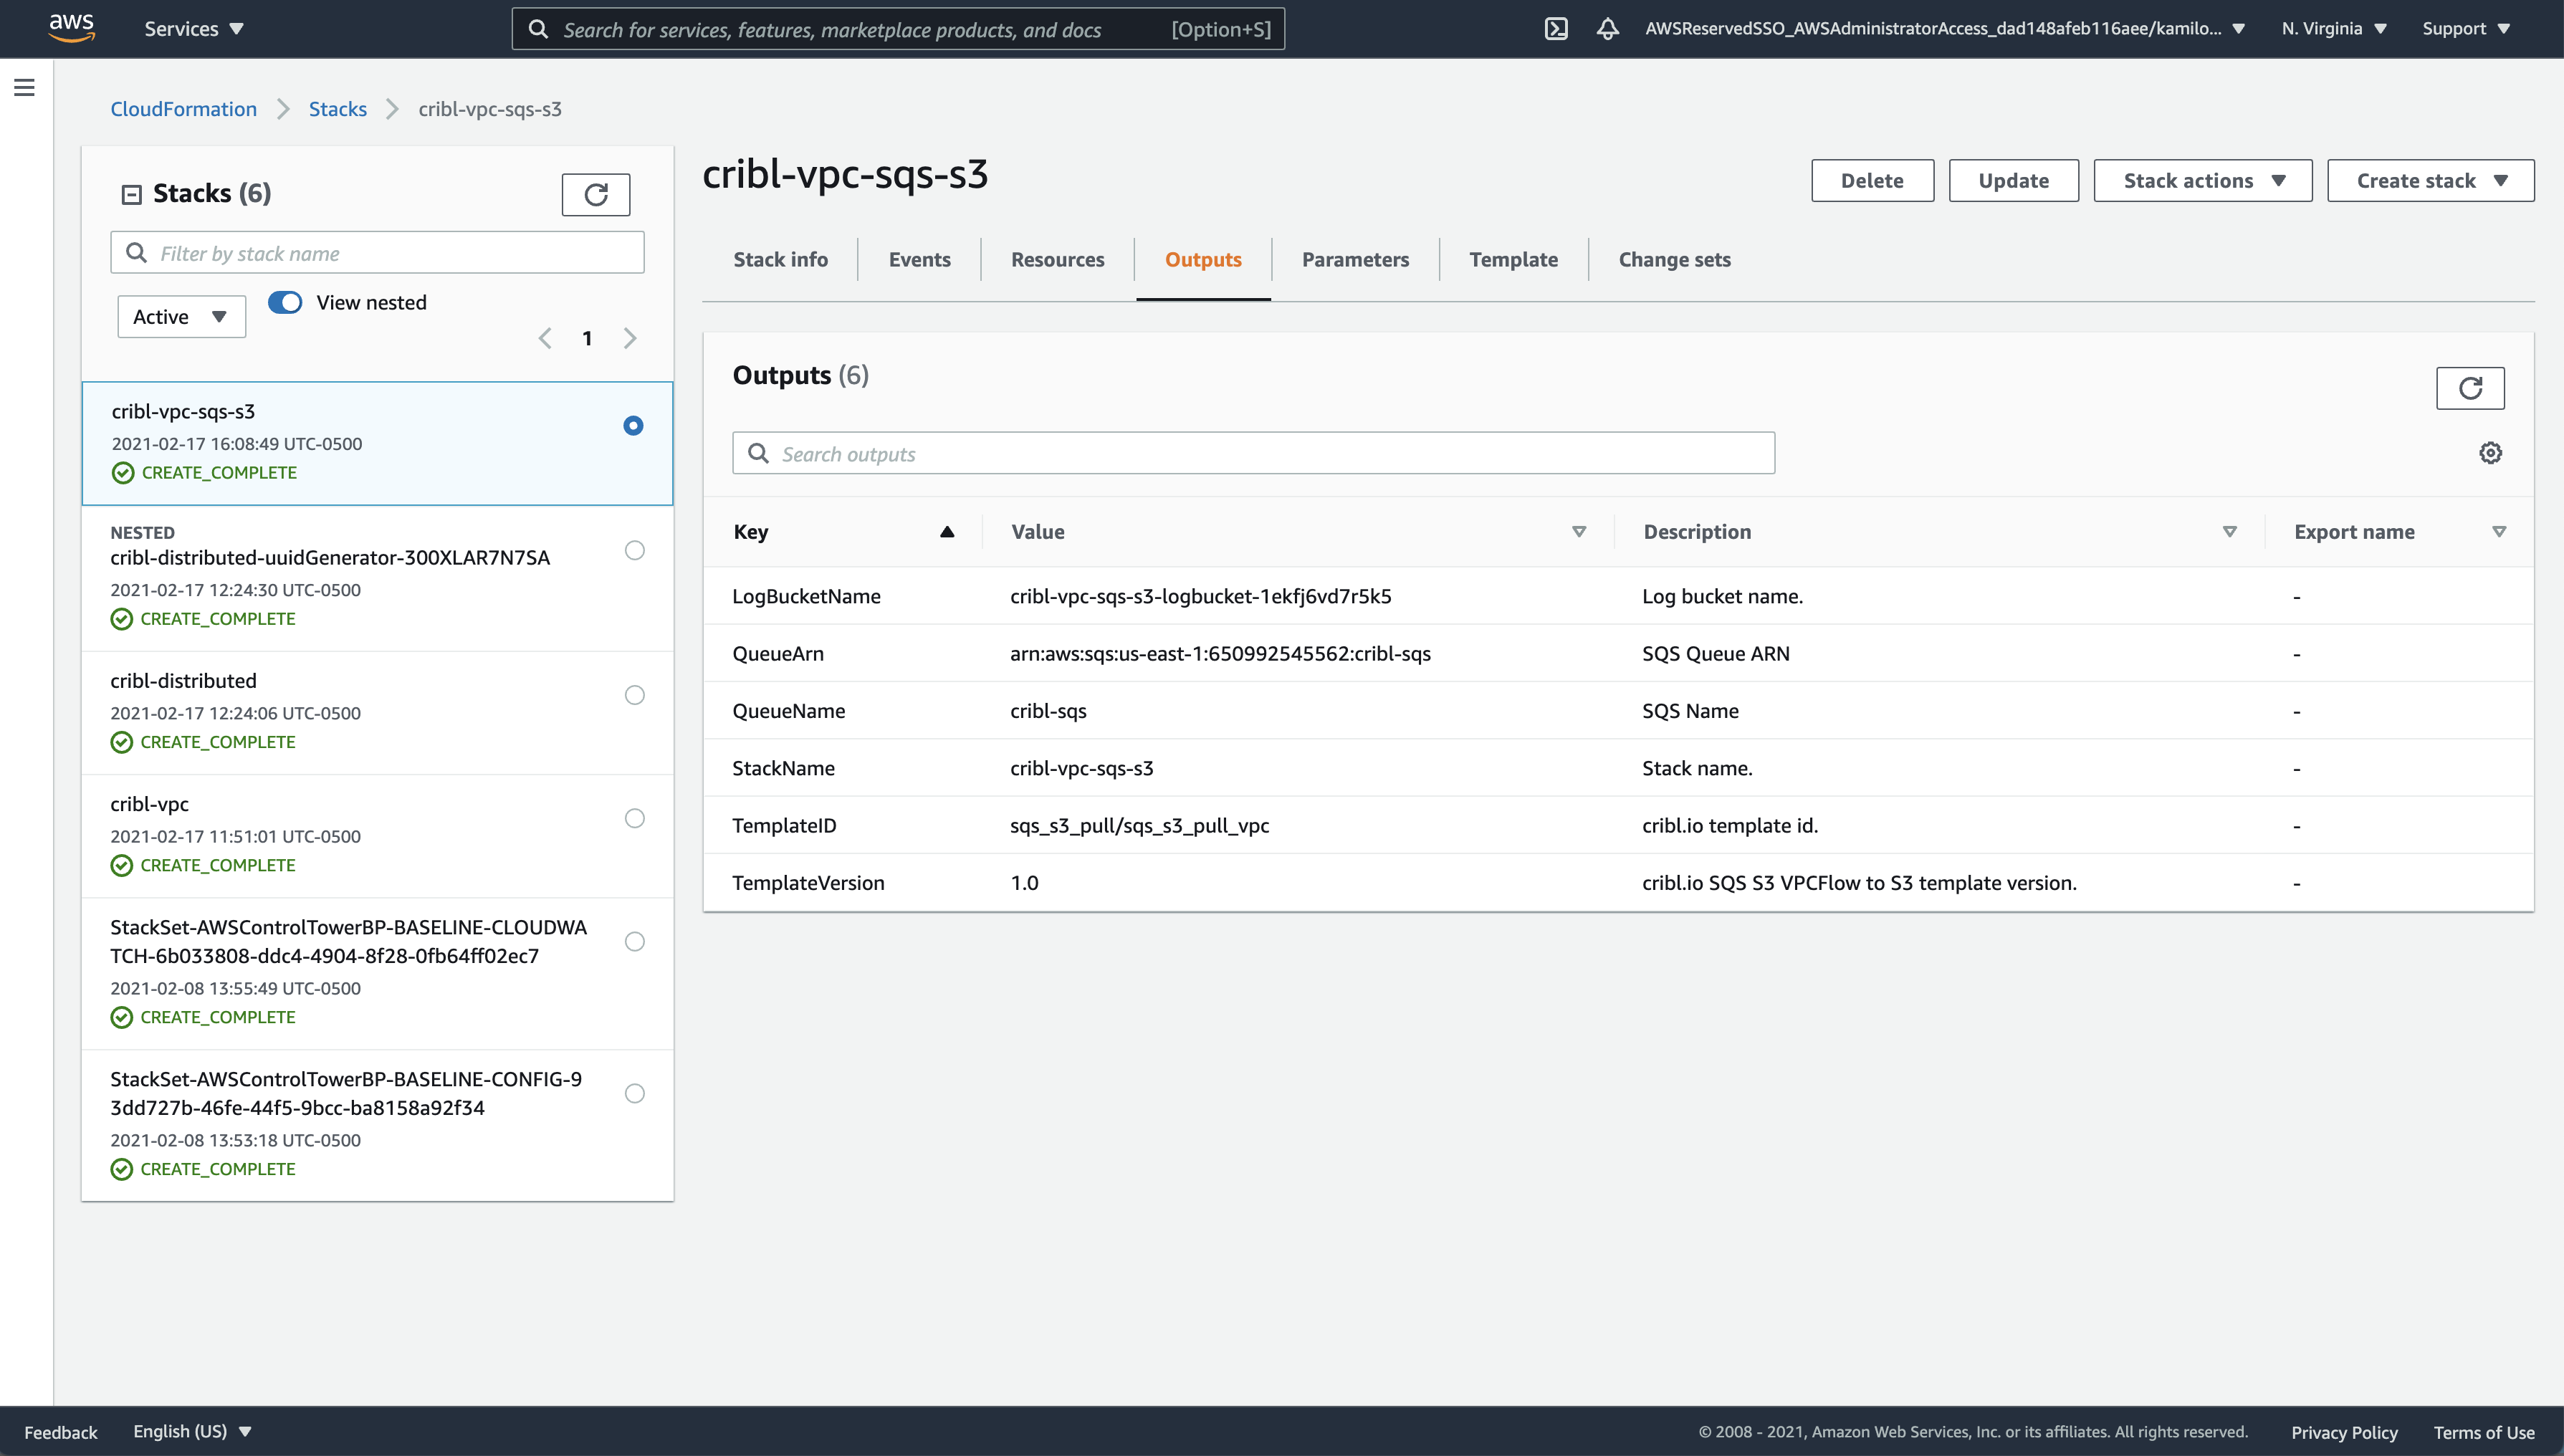 aws
Services
Search for services, features, marketplace products, and docs [Option+S]
AWSReservedSSO_AWSAdministratorAccess_dad148afeb116aee/kamilo...
N. Virginia
Support
CloudFormation
Stacks
cribl-vpc-sqs-s3
Stacks (6)
Filter by stack name
Active
View nested
1
cribl-vpc-sqs-s3
2021-02-17 16:08:49 UTC-0500
CREATE_COMPLETE
NESTED
cribl-distributed-uuidGenerator-300XLAR7N7SA
2021-02-17 12:24:30 UTC-0500
CREATE_COMPLETE
cribl-distributed
2021-02-17 12:24:06 UTC-0500
CREATE_COMPLETE
cribl-vpc
2021-02-17 11:51:01 UTC-0500
CREATE_COMPLETE
StackSet-AWSControlTowerBP-BASELINE-CLOUDWA
TCH-6b033808-ddc4-4904-8f28-0fb64ff02ec7
2021-02-08 13:55:49 UTC-0500
CREATE_COMPLETE
StackSet-AWSControlTowerBP-BASELINE-CONFIG-9
3dd727b-46fe-44f5-9bcc-ba8158a92f34
2021-02-08 13:53:18 UTC-0500
CREATE_COMPLETE
cribl-vpc-sqs-s3
Delete
Update
Stack actions
Create stack
Stack info
Events
Resources
Outputs
Parameters
Template
Change sets
Outputs (6)
Search outputs
Key Value Description Export name
LogBucketName cribl-vpc-sqs-s3-logbucket-1ekfj6vd7r5k5 Log bucket name. -
QueueArn arn:aws:sqs:us-east-1:650992545562:cribl-sqs SQS Queue ARN -
QueueName cribl-sqs SQS Name -
StackName cribl-vpc-sqs-s3 Stack name. -
TemplateID sqs_s3_pull/sqs_s3_pull_vpc cribl.io template id. -
TemplateVersion 1.0 cribl.io SQS S3 VPCFlow to S3 template version. -
Feedback
English (US)
© 2008 - 2021, Amazon Web Services, Inc. or its affiliates. All rights reserved.
Privacy Policy
Terms of Use